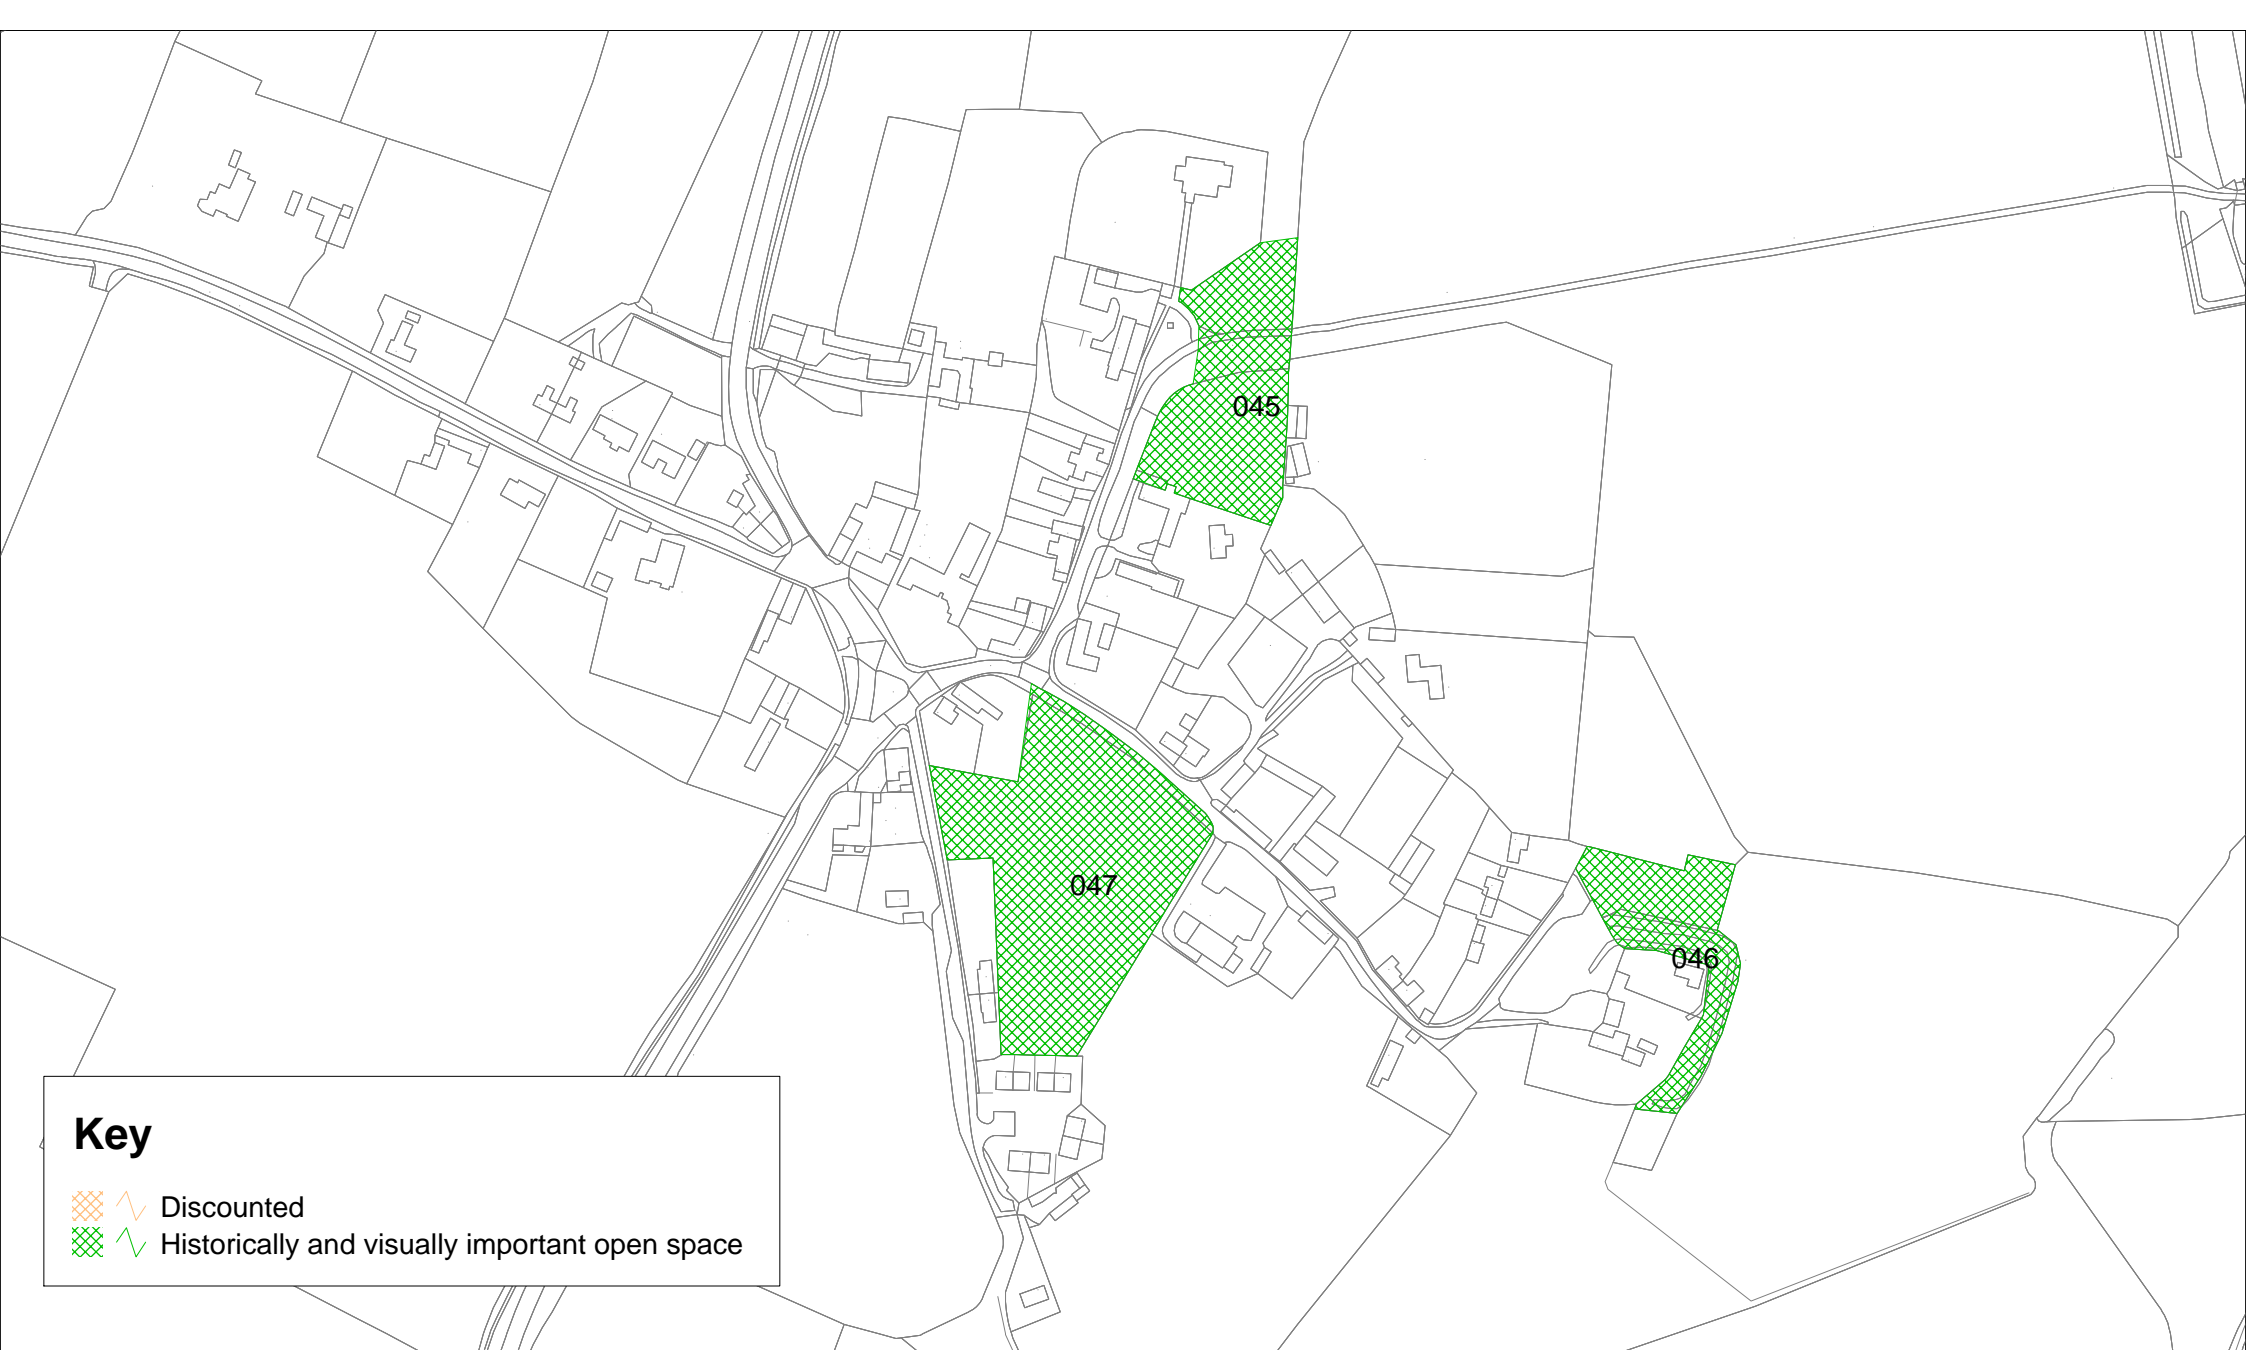 045
047
046
Key
Discounted
Historically and visually important open space